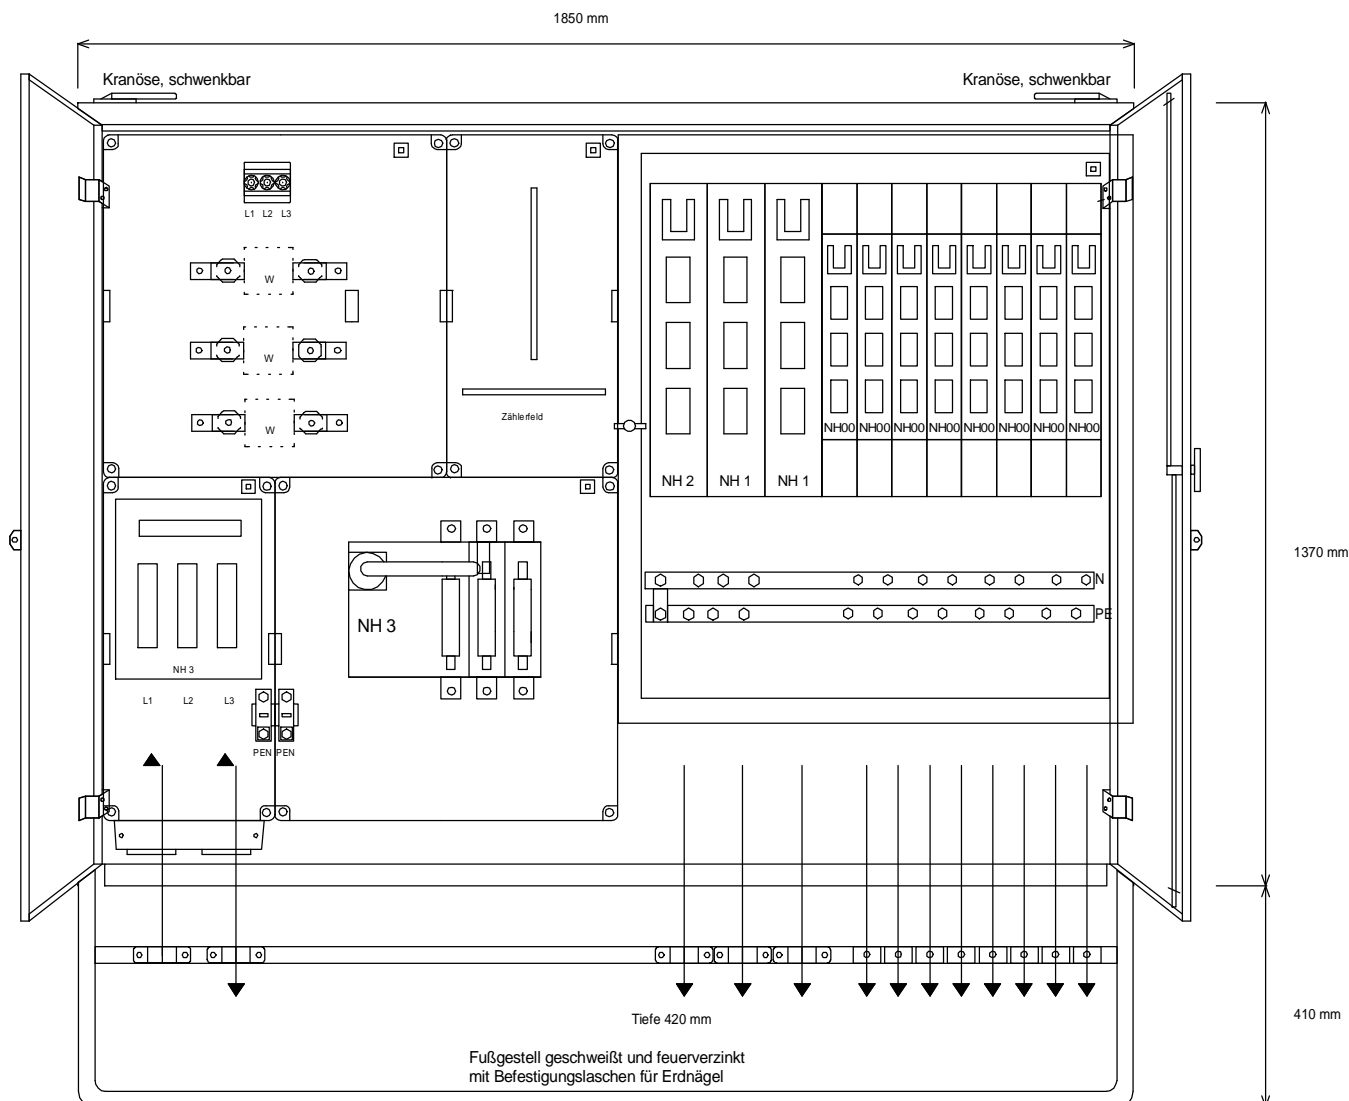 1850 mm
Kranöse, schwenkbar
Kranöse, schwenkbar
L1 L2 L3
W
W
W
Zählerfeld
NH00 NH00 NH00 NH00 NH00 NH00 NH00 NH00
NH 2 NH 1 NH 1
1370 mm
N
PE
NH 3
NH 3
L1 L2 L3
PEN PEN
410 mm
Tiefe 420 mm
Fußgestell geschweißt und feuerverzinkt
mit Befestigungslaschen für Erdnägel